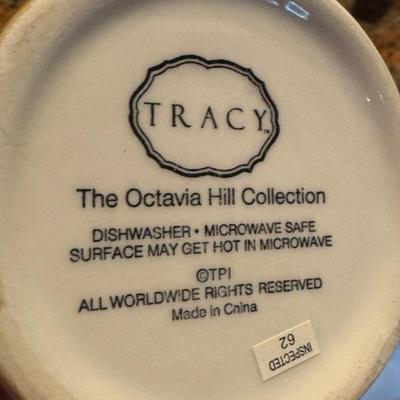 TRACY™
The Octavia Hill Collection
DISHWASHER • MICROWAVE SAFE
SURFACE MAY GET HOT IN MICROWAVE
©TPI
ALL WORLDWIDE RIGHTS RESERVED
Made in China
INSPECTED
62